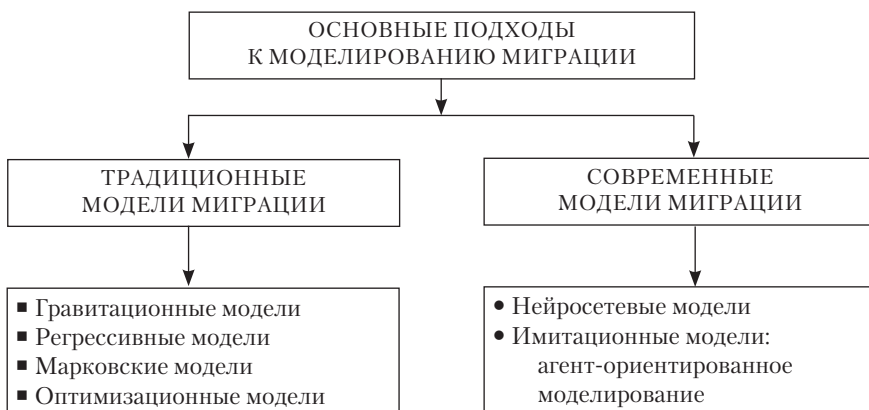 ОСНОВНЫЕ ПОДХОДЫ
К МОДЕЛИРОВАНИЮ МИГРАЦИИ
ТРАДИЦИОННЫЕ
МОДЕЛИ МИГРАЦИИ
СОВРЕМЕННЫЕ
МОДЕЛИ МИГРАЦИИ
▪ Гравитационные модели
▪ Регрессивные модели
▪ Марковские модели
▪ Оптимизационные модели
• Нейросетевые модели
• Имитационные модели:
агент-ориентированное
моделирование